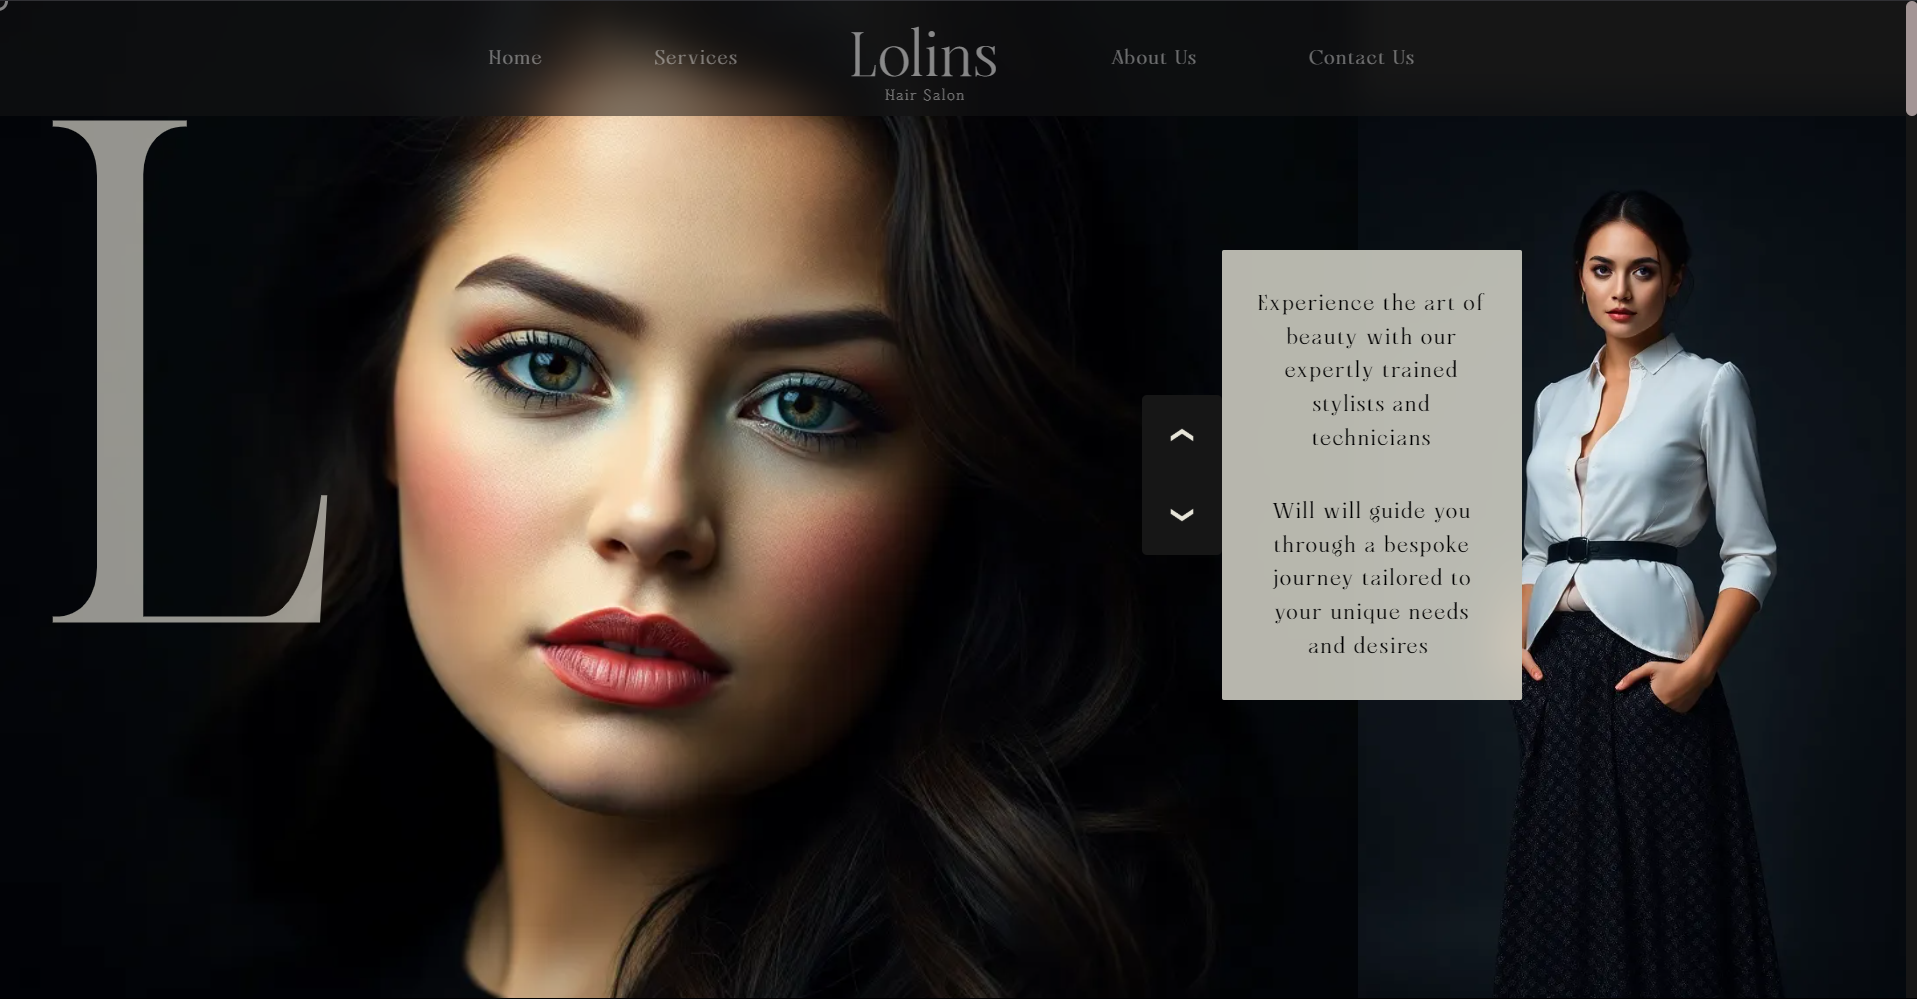 Home
Services
Lolins
Hair Salon
About Us
Contact Us
L
Experience the art of
beauty with our
expertly trained
stylists and
technicians
Will will guide you
through a bespoke
journey tailored to
your unique needs
and desires